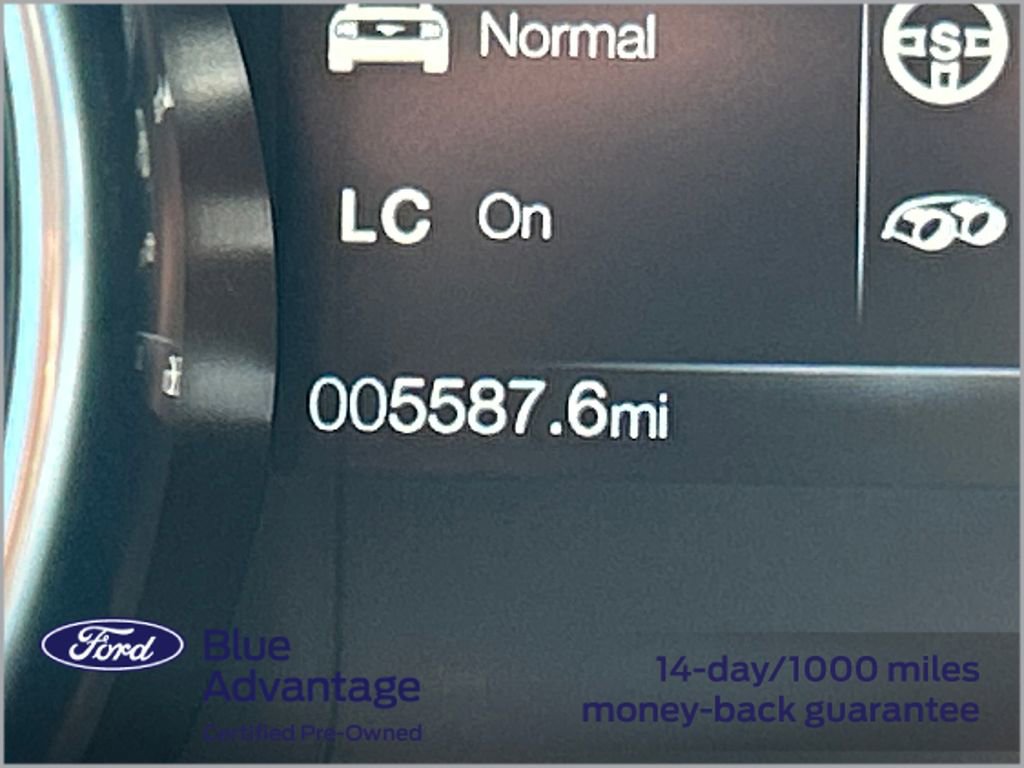 Normal
S
LC On
005587.6mi
Ford
Blue
Advantage
Certified Pre-Owned
14-day/1000 miles
money-back guarantee